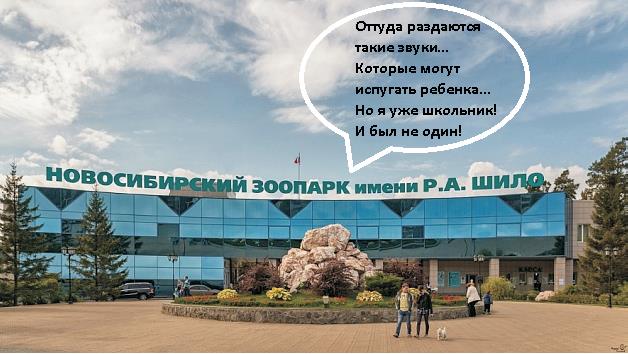 Оттуда раздаются
такие звуки...
Которые могут
испугать ребенка...
Но я уже школьник!
И был не один!
НОВОСИБИРСКИЙ ЗООПАРК имени Р.А. ШИЛО